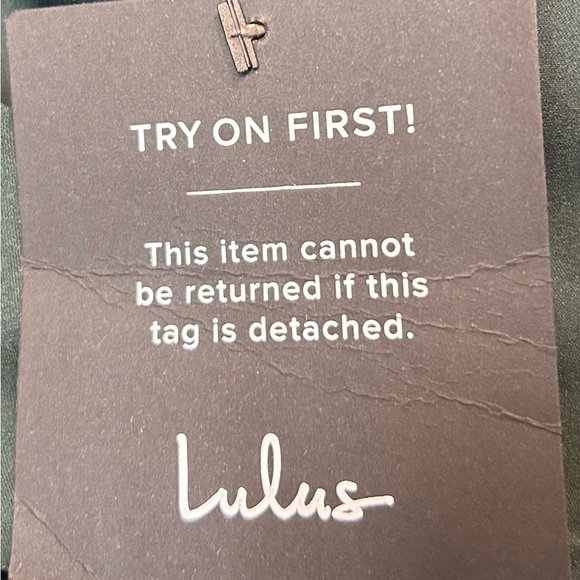 TRY ON FIRST!
This item cannot
be returned if this
tag is detached.
Lulus